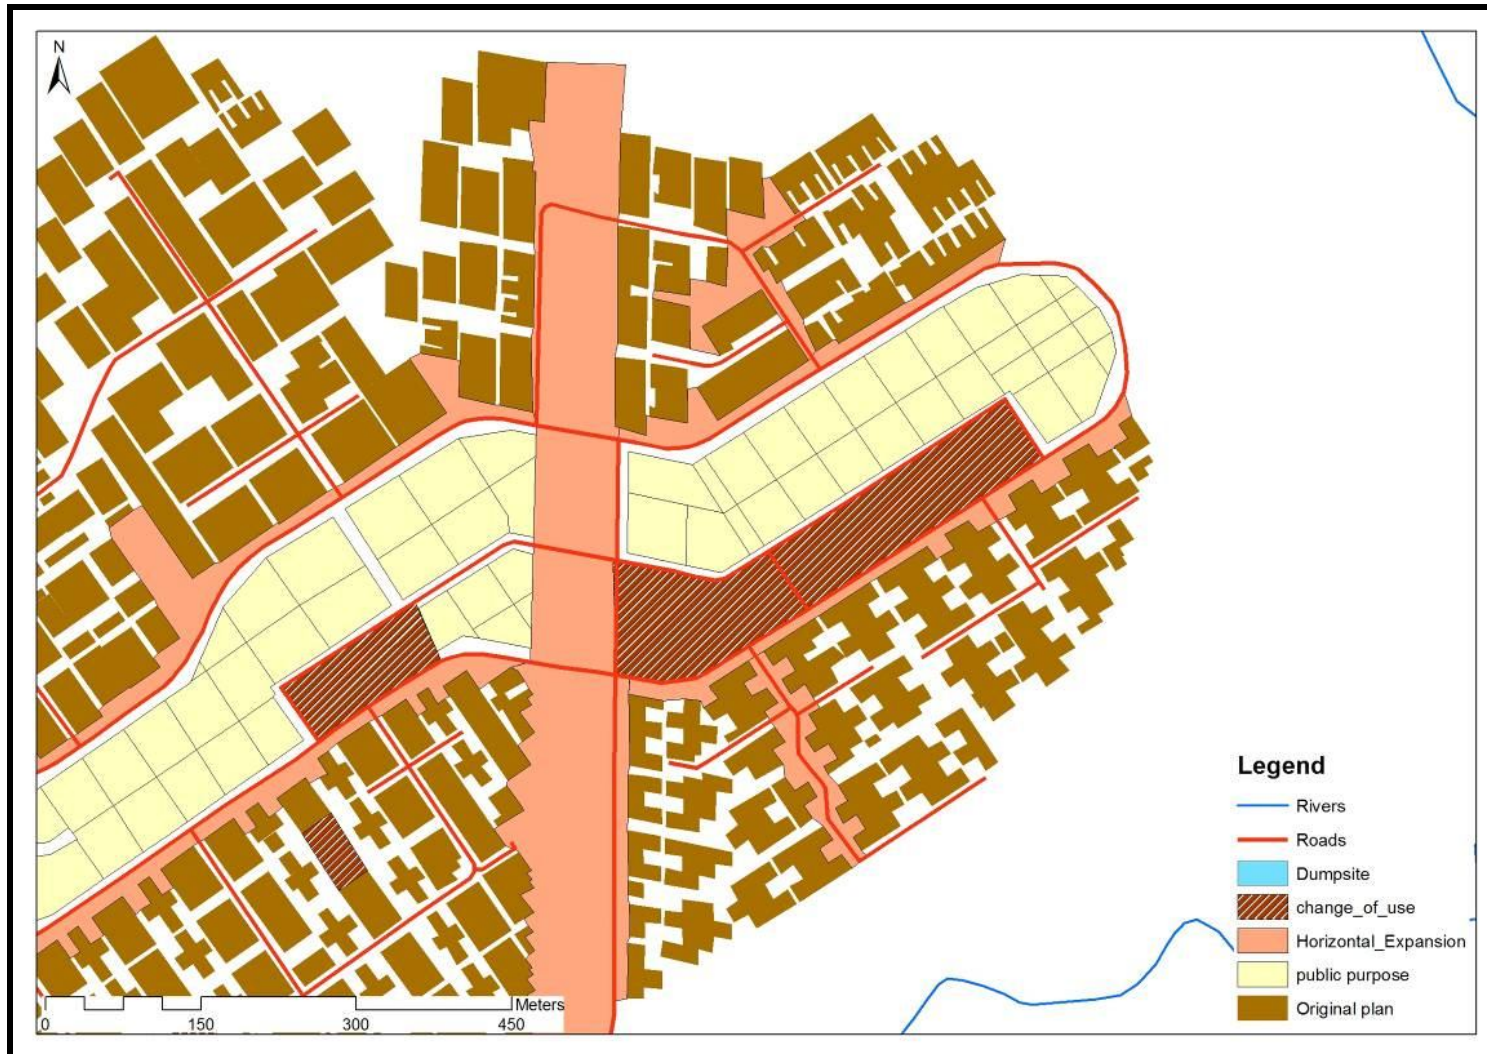 N
Legend
Rivers
Roads
Dumpsite
change_of_use
Horizontal_Expansion
public purpose
Original plan
Meters
0 150 300 450